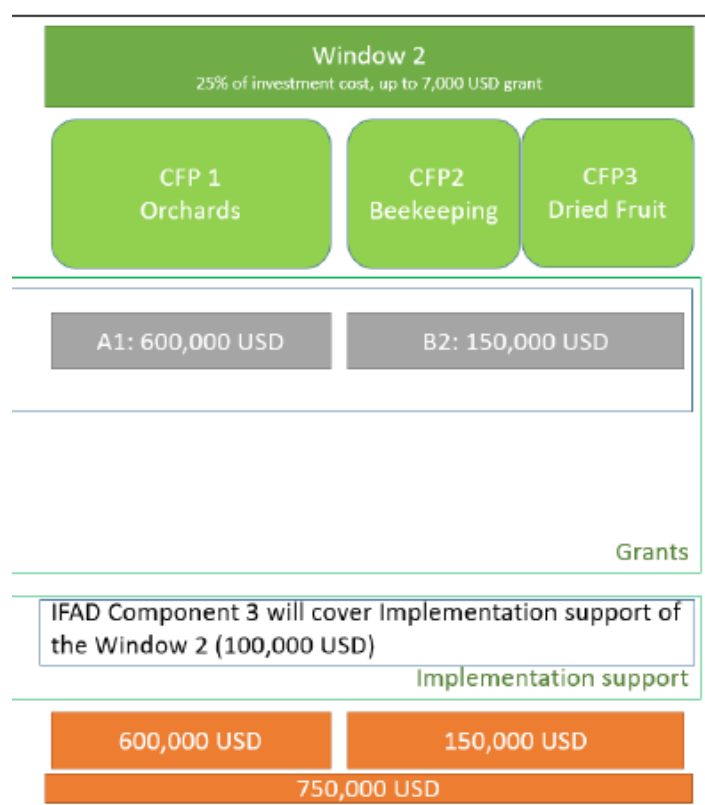 Window 2
25% of investment cost, up to 7,000 USD grant
CFP 1
Orchards
CFP2
Beekeeping
CFP3
Dried Fruit
A1: 600,000 USD
B2: 150,000 USD
Grants
IFAD Component 3 will cover Implementation support of
the Window 2 (100,000 USD)
Implementation support
600,000 USD
150,000 USD
750,000 USD